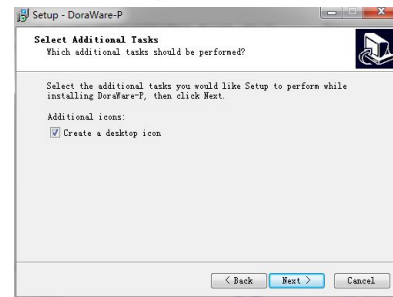 Setup - DoraWare-P
Select Additional Tasks
Which additional tasks should be performed?
Select the additional tasks you would like Setup to perform while
installing DoraWare-P, then click Next.
Additional icons:
Create a desktop icon
< Back Next > Cancel